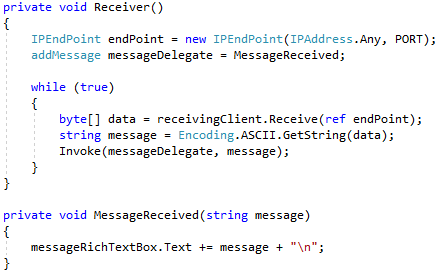 private void Receiver()
{
    IPEndPoint endPoint = new IPEndPoint(IPAddress.Any, PORT);
    addMessage messageDelegate = MessageReceived;

    while (true)
    {
        byte[] data = receivingClient.Receive(ref endPoint);
        string message = Encoding.ASCII.GetString(data);
        Invoke(messageDelegate, message);
    }
}

private void MessageReceived(string message)
{
    messageRichTextBox.Text += message + "\n";
}